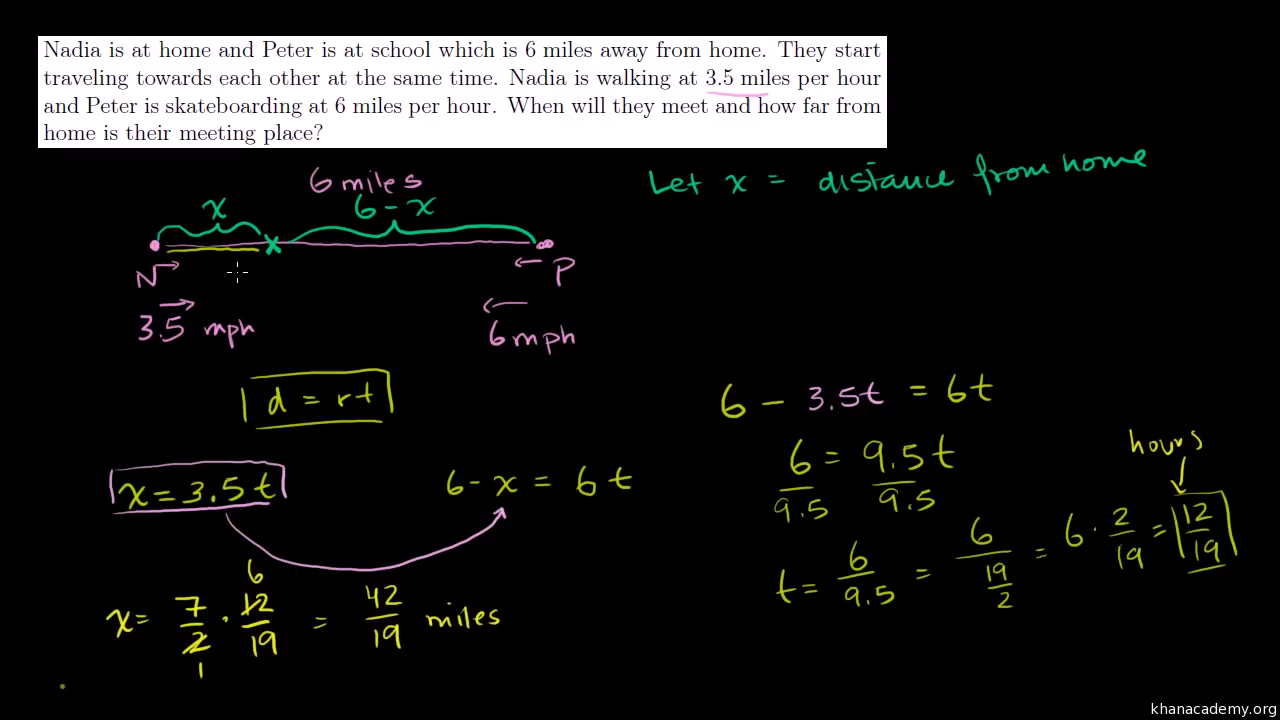 Nadia is at home and Peter is at school which is 6 miles away from home. They start
traveling towards each other at the same time. Nadia is walking at 3.5 miles per hour
and Peter is skateboarding at 6 miles per hour. When will they meet and how far from
home is their meeting place?
6 miles
Let x = distance from home
x
6 - x
x
N
P
3.5 mph
6 mph
d = rt
6 - 3.5t = 6t
6 = 9.5t
9.5 9.5
hours
x = 3.5t
6 - x = 6t
t = 6/9.5 = 6/(19/2) = 6 · 2/19 = 12/19
6
x = 7/2 · 12/19 = 42/19 miles
1
khanacademy.org